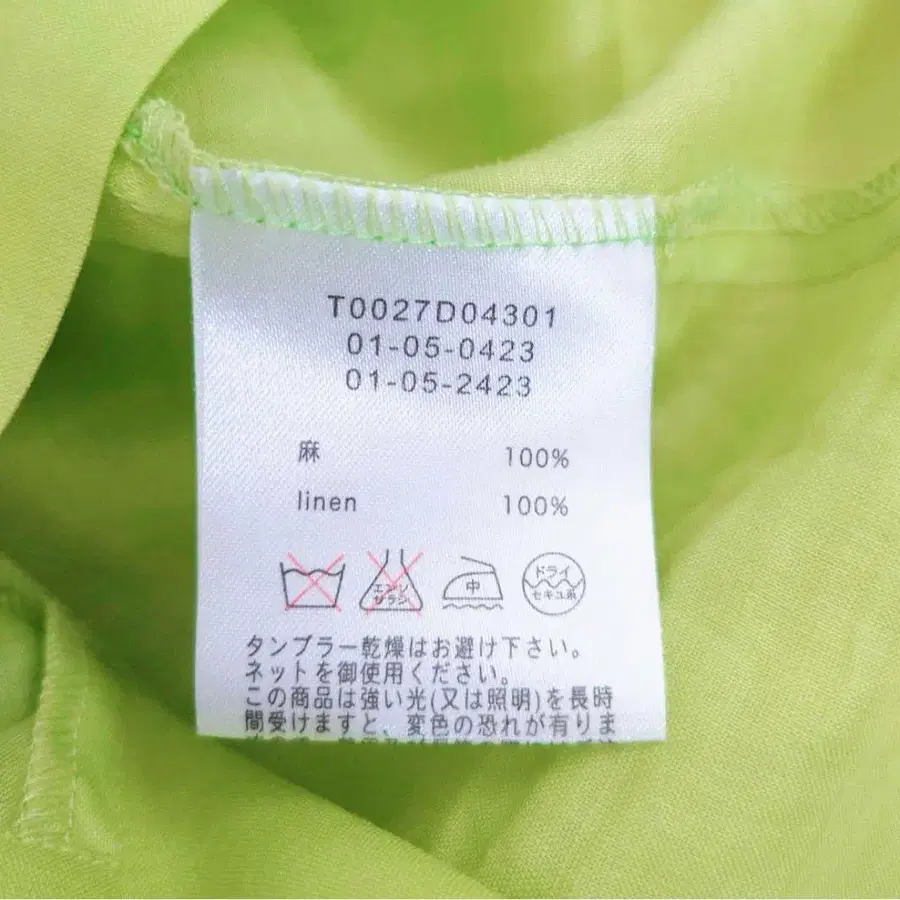 T0027D04301
01-05-0423
01-05-2423
麻 100%
linen 100%
エンソ
サラシ
中
ドライ
セキユ系
タンブラー乾燥はお避け下さい。
ネットを御使用ください。
この商品は強い光(又は照明)を長時
間受けますと、変色の恐れが有りま